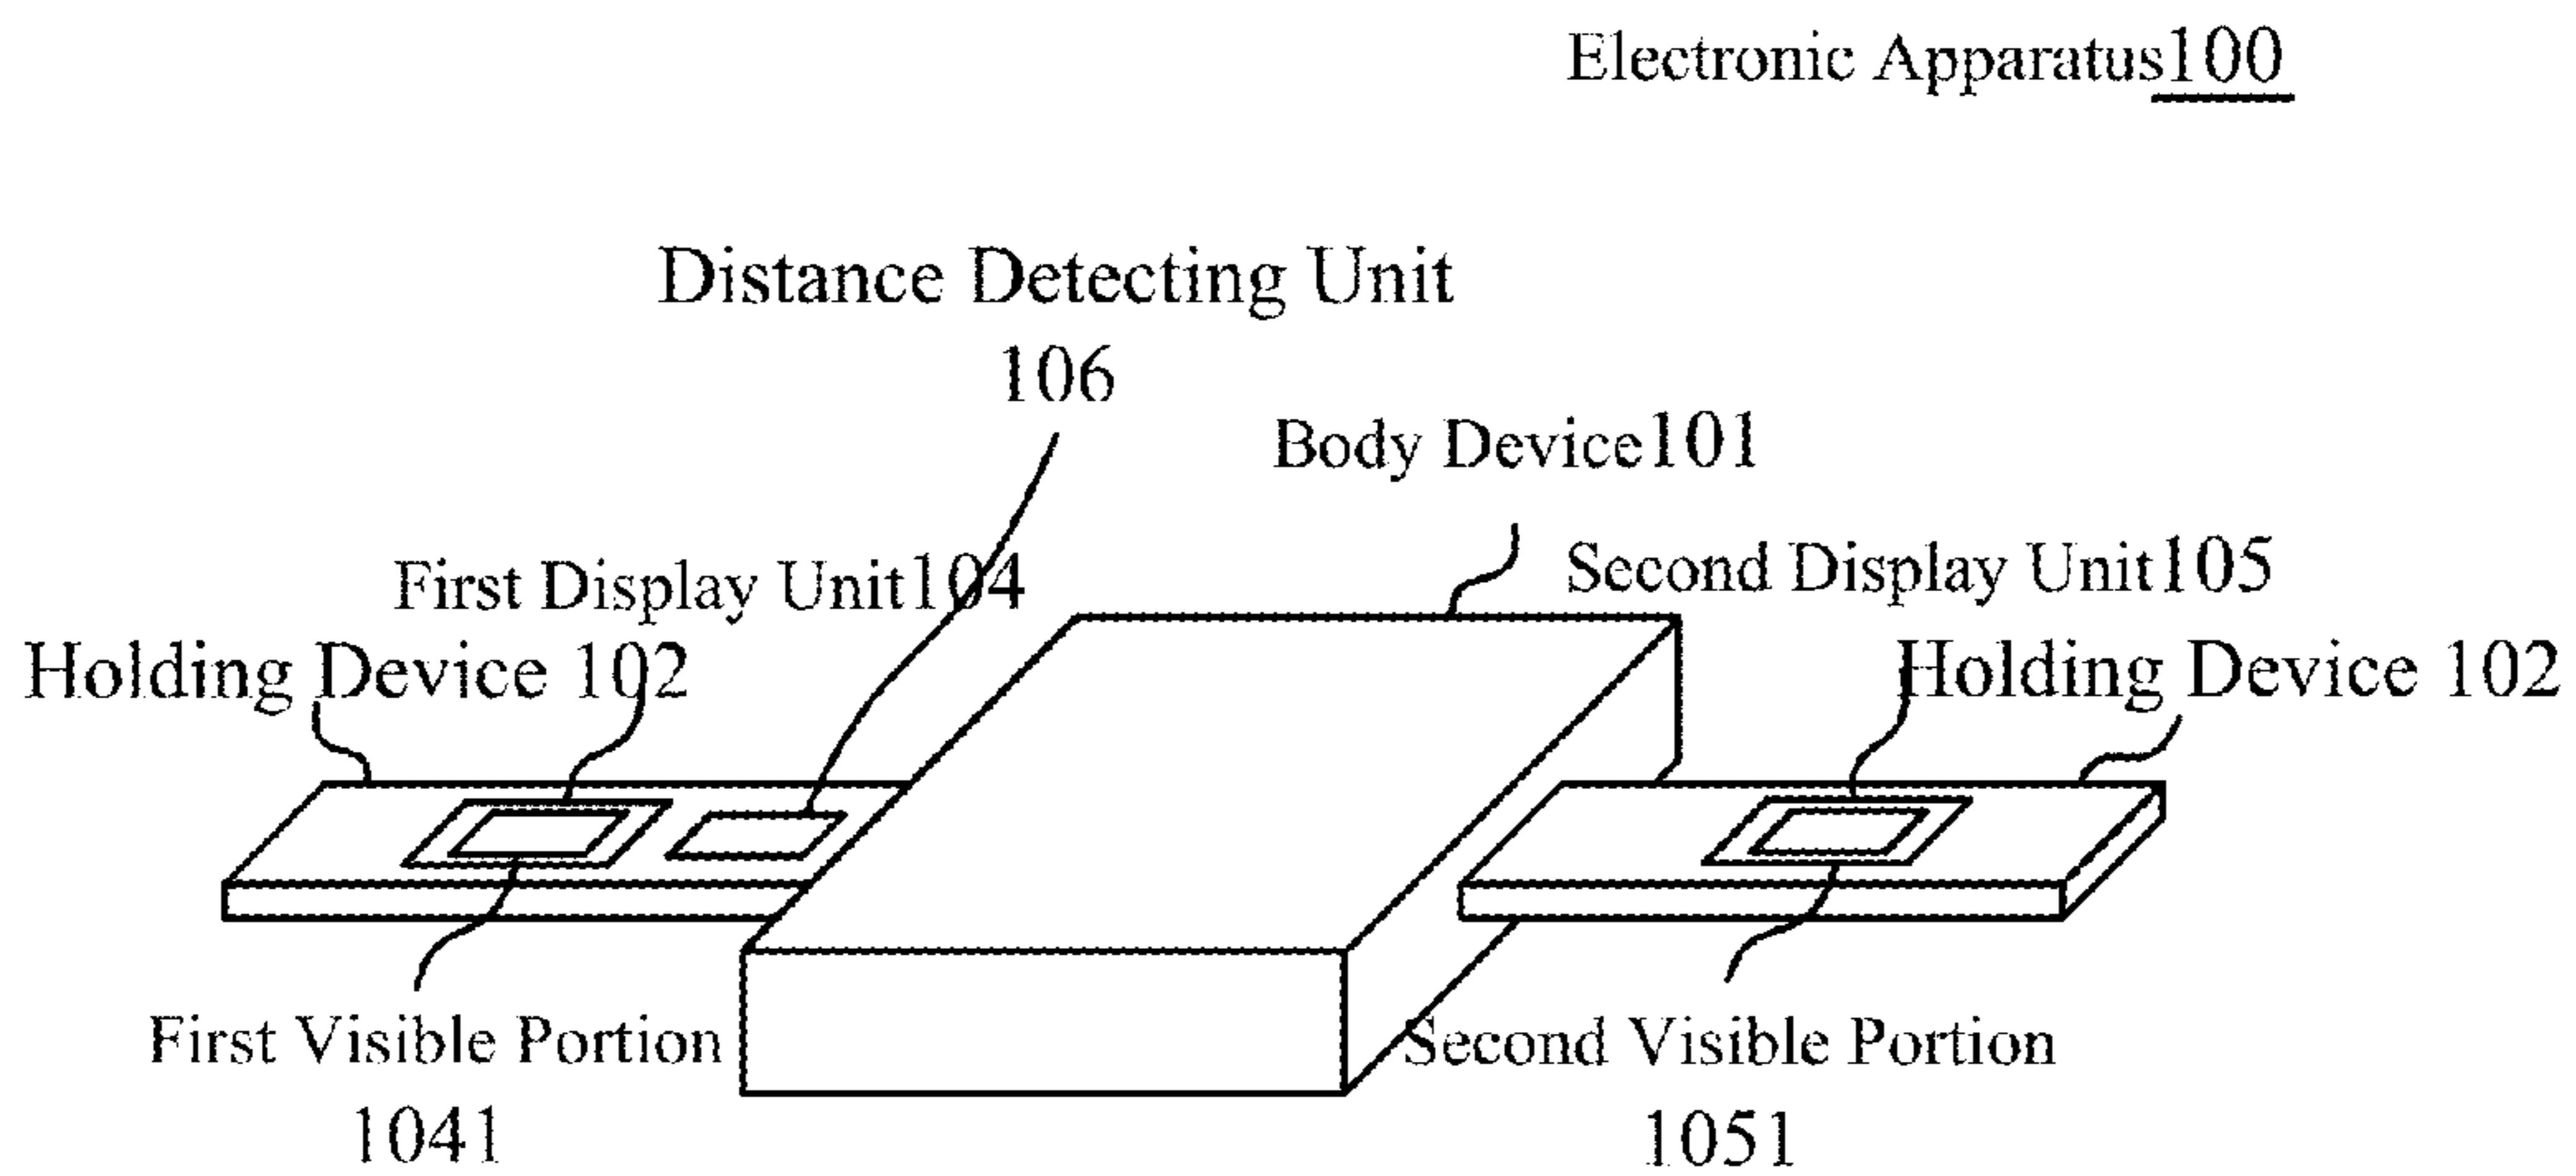 Electronic Apparatus100
Distance Detecting Unit
106
Body Device101
First Display Unit104
Second Display Unit105
Holding Device 102
Holding Device 102
First Visible Portion
1041
Second Visible Portion
1051